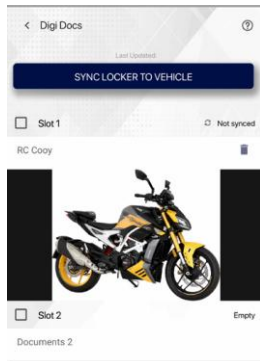 Digi Docs
Last Updated:
SYNC LOCKER TO VEHICLE
Slot 1 Not synced
RC Cooy
Slot 2 Empty
Documents 2